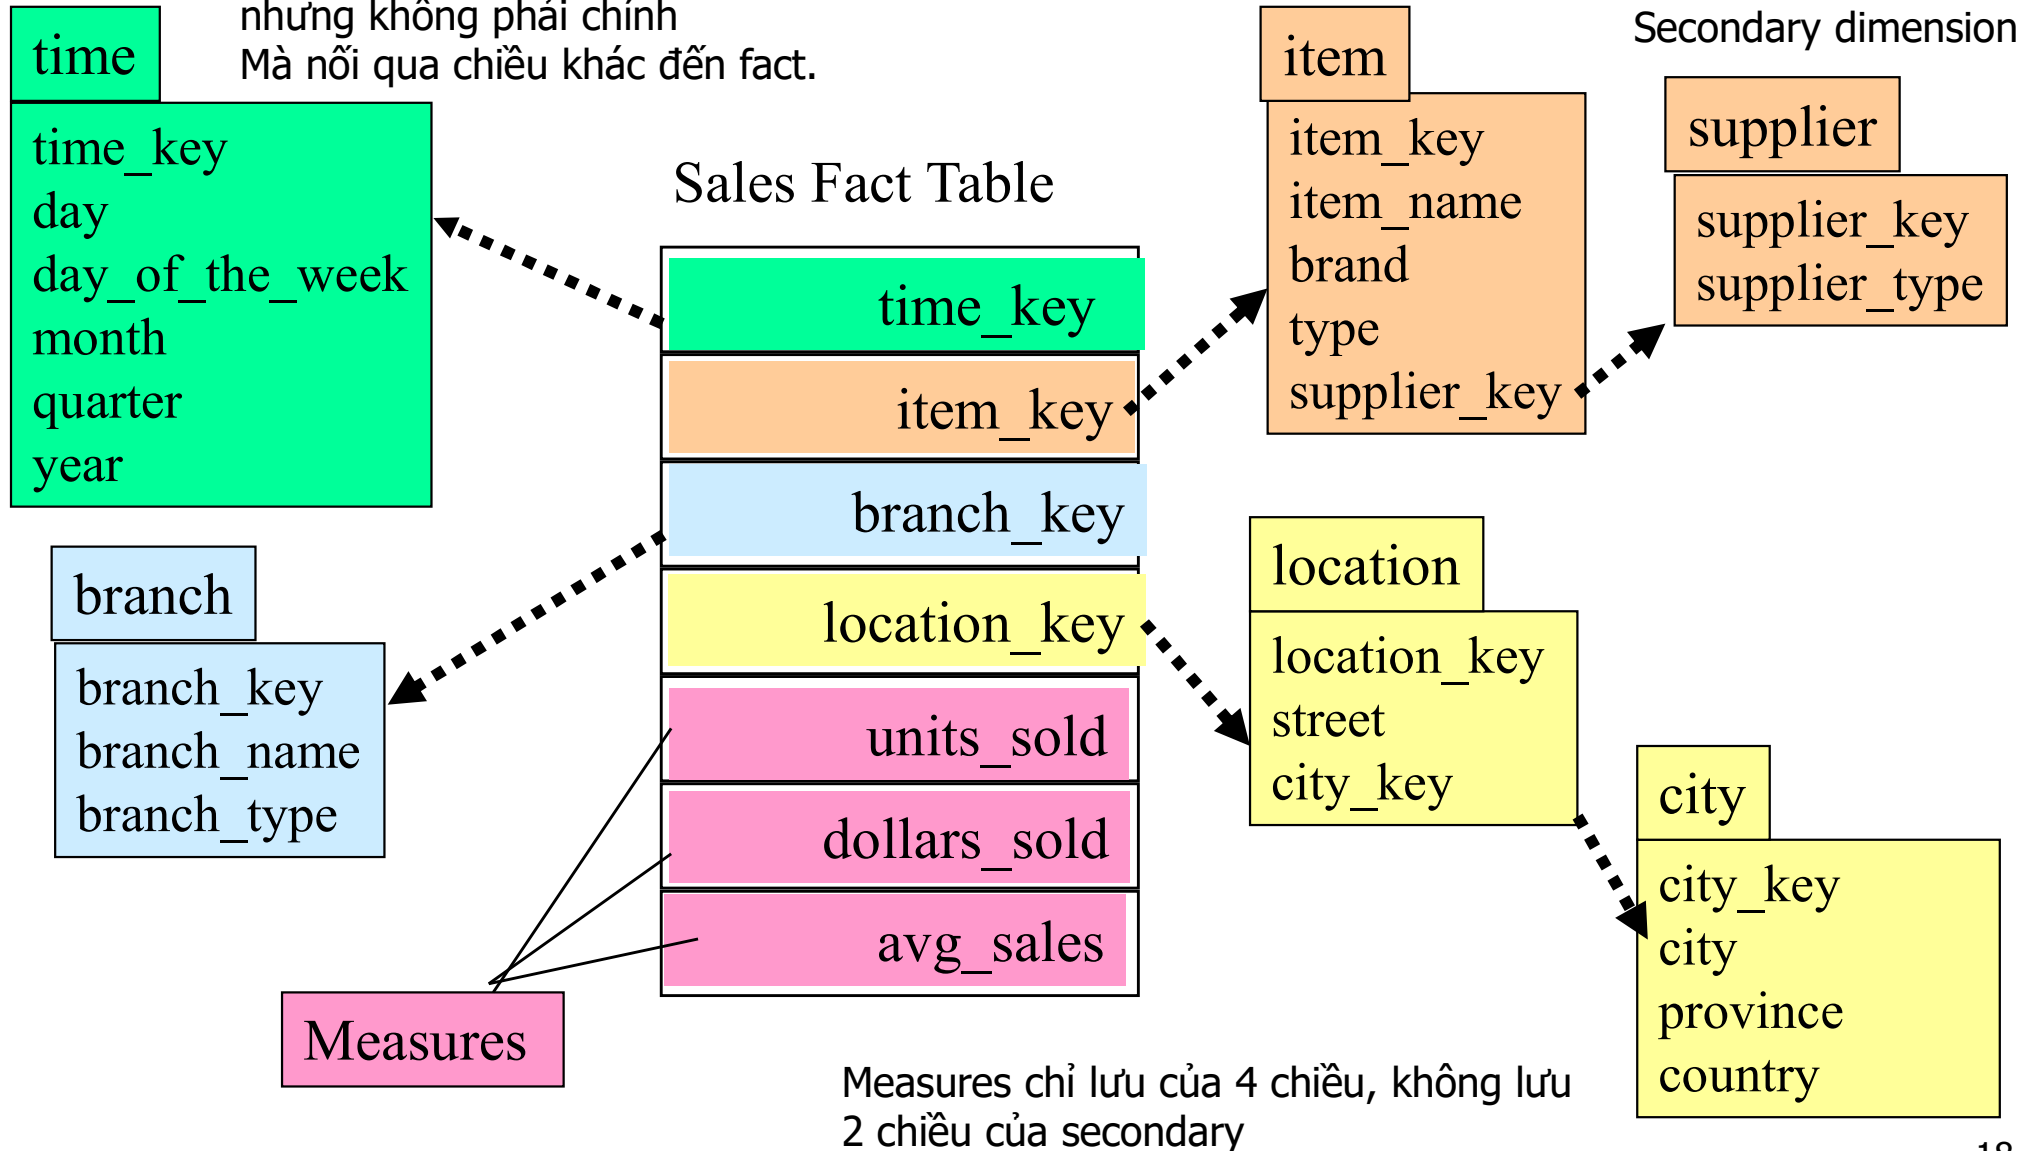 nhưng không phải chính
Mà nối qua chiều khác đến fact.
Secondary dimension
time
time_key
day
day_of_the_week
month
quarter
year
Sales Fact Table
time_key
item_key
branch_key
location_key
units_sold
dollars_sold
avg_sales
item
item_key
item_name
brand
type
supplier_key
supplier
supplier_key
supplier_type
branch
branch_key
branch_name
branch_type
location
location_key
street
city_key
city
city_key
city
province
country
Measures
Measures chỉ lưu của 4 chiều, không lưu
2 chiều của secondary
18